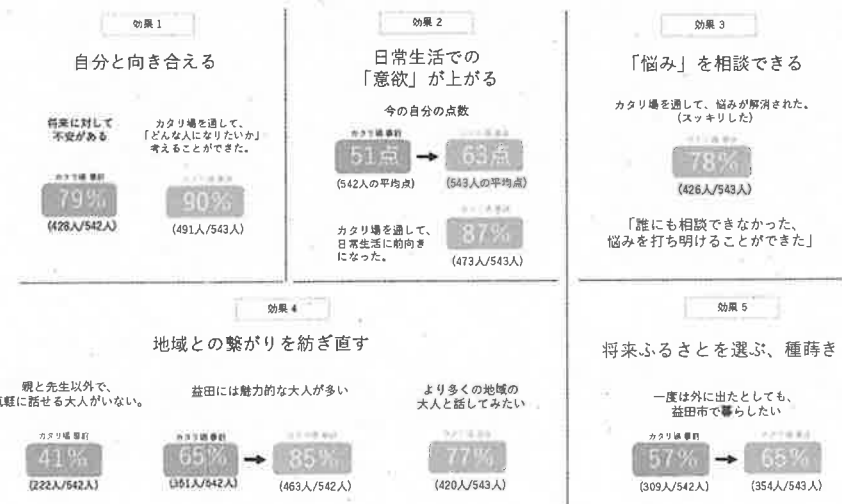 効果 1
自分と向き合える
将来に対して
不安がある
カタリ場 事前
79%
(428人/542人)
カタリ場を通して、
「どんな人になりたいか」
考えることができた。
90%
(491人/543人)
効果 2
日常生活での
「意欲」が上がる
今の自分の点数
カタリ場 事前
51点
(542人の平均点)
→
63点
(543人の平均点)
カタリ場を通して、
日常生活に前向き
になった。
87%
(473人/543人)
効果 3
「悩み」を相談できる
カタリ場を通して、悩みが解消された。
(スッキリした)
78%
(426人/543人)
「誰にも相談できなかった、
悩みを打ち明けることができた」
効果 4
地域との繋がりを紡ぎ直す
親と先生以外で、
軽に話せる大人がいない。
カタリ場 事前
41%
(222人/542人)
益田には魅力的な大人が多い
カタリ場 事前
65%
(351人/542人)
→
85%
(463人/542人)
より多くの地域の
大人と話してみたい
77%
(420人/543人)
効果 5
将来ふるさとを選ぶ、種蒔き
一度は外に出たとしても、
益田市で暮らしたい
カタリ場 事前
57%
(309人/542人)
→
65%
(354人/543人)